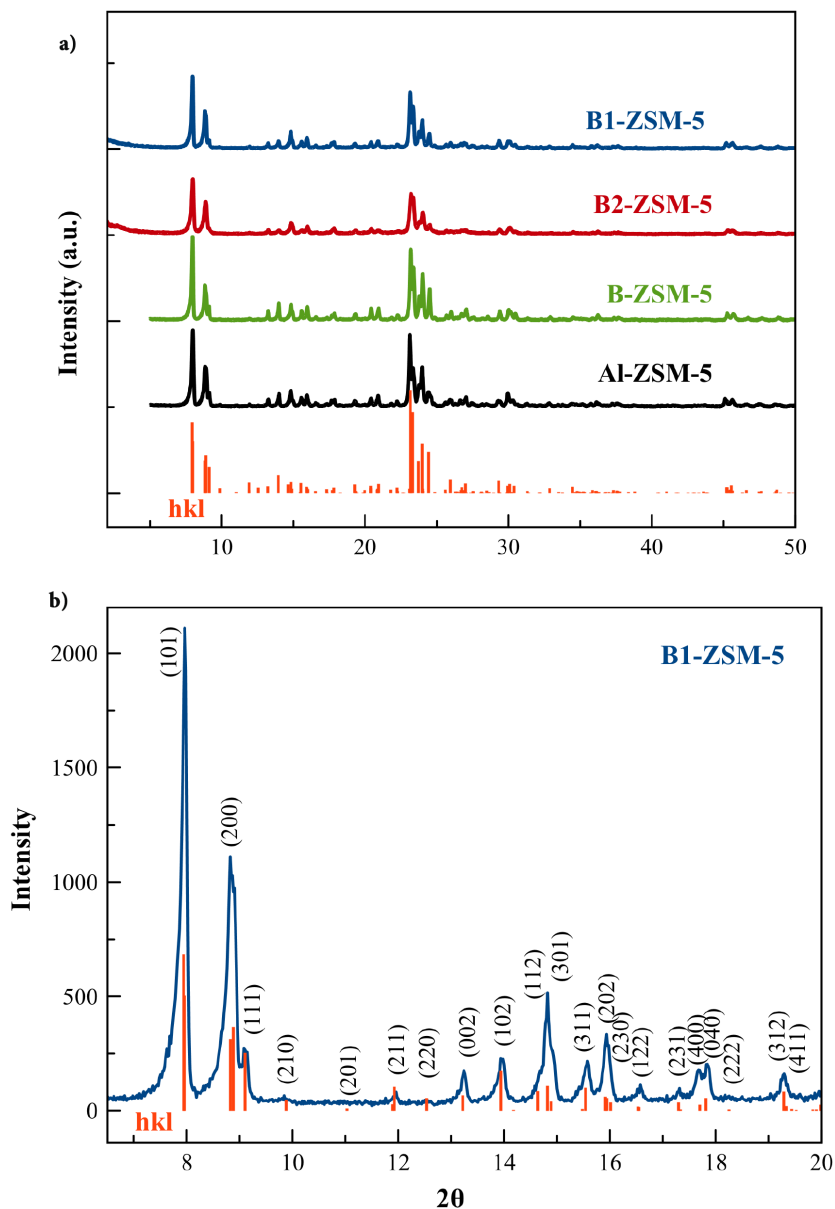 a)
B1-ZSM-5
B2-ZSM-5
B-ZSM-5
Al-ZSM-5
Intensity (a.u.)
hkl
10 20 30 40 50
b)
B1-ZSM-5
2000
1500
1000
500
0
Intensity
(101)
(200)
(111)
(210)
(201)
(211)
(220)
(002)
(102)
(112)
(301)
(311)
(202)
(230)
(122)
(231)
(400)
(040)
(222)
(312)
(411)
hkl
8 10 12 14 16 18 20
2θ